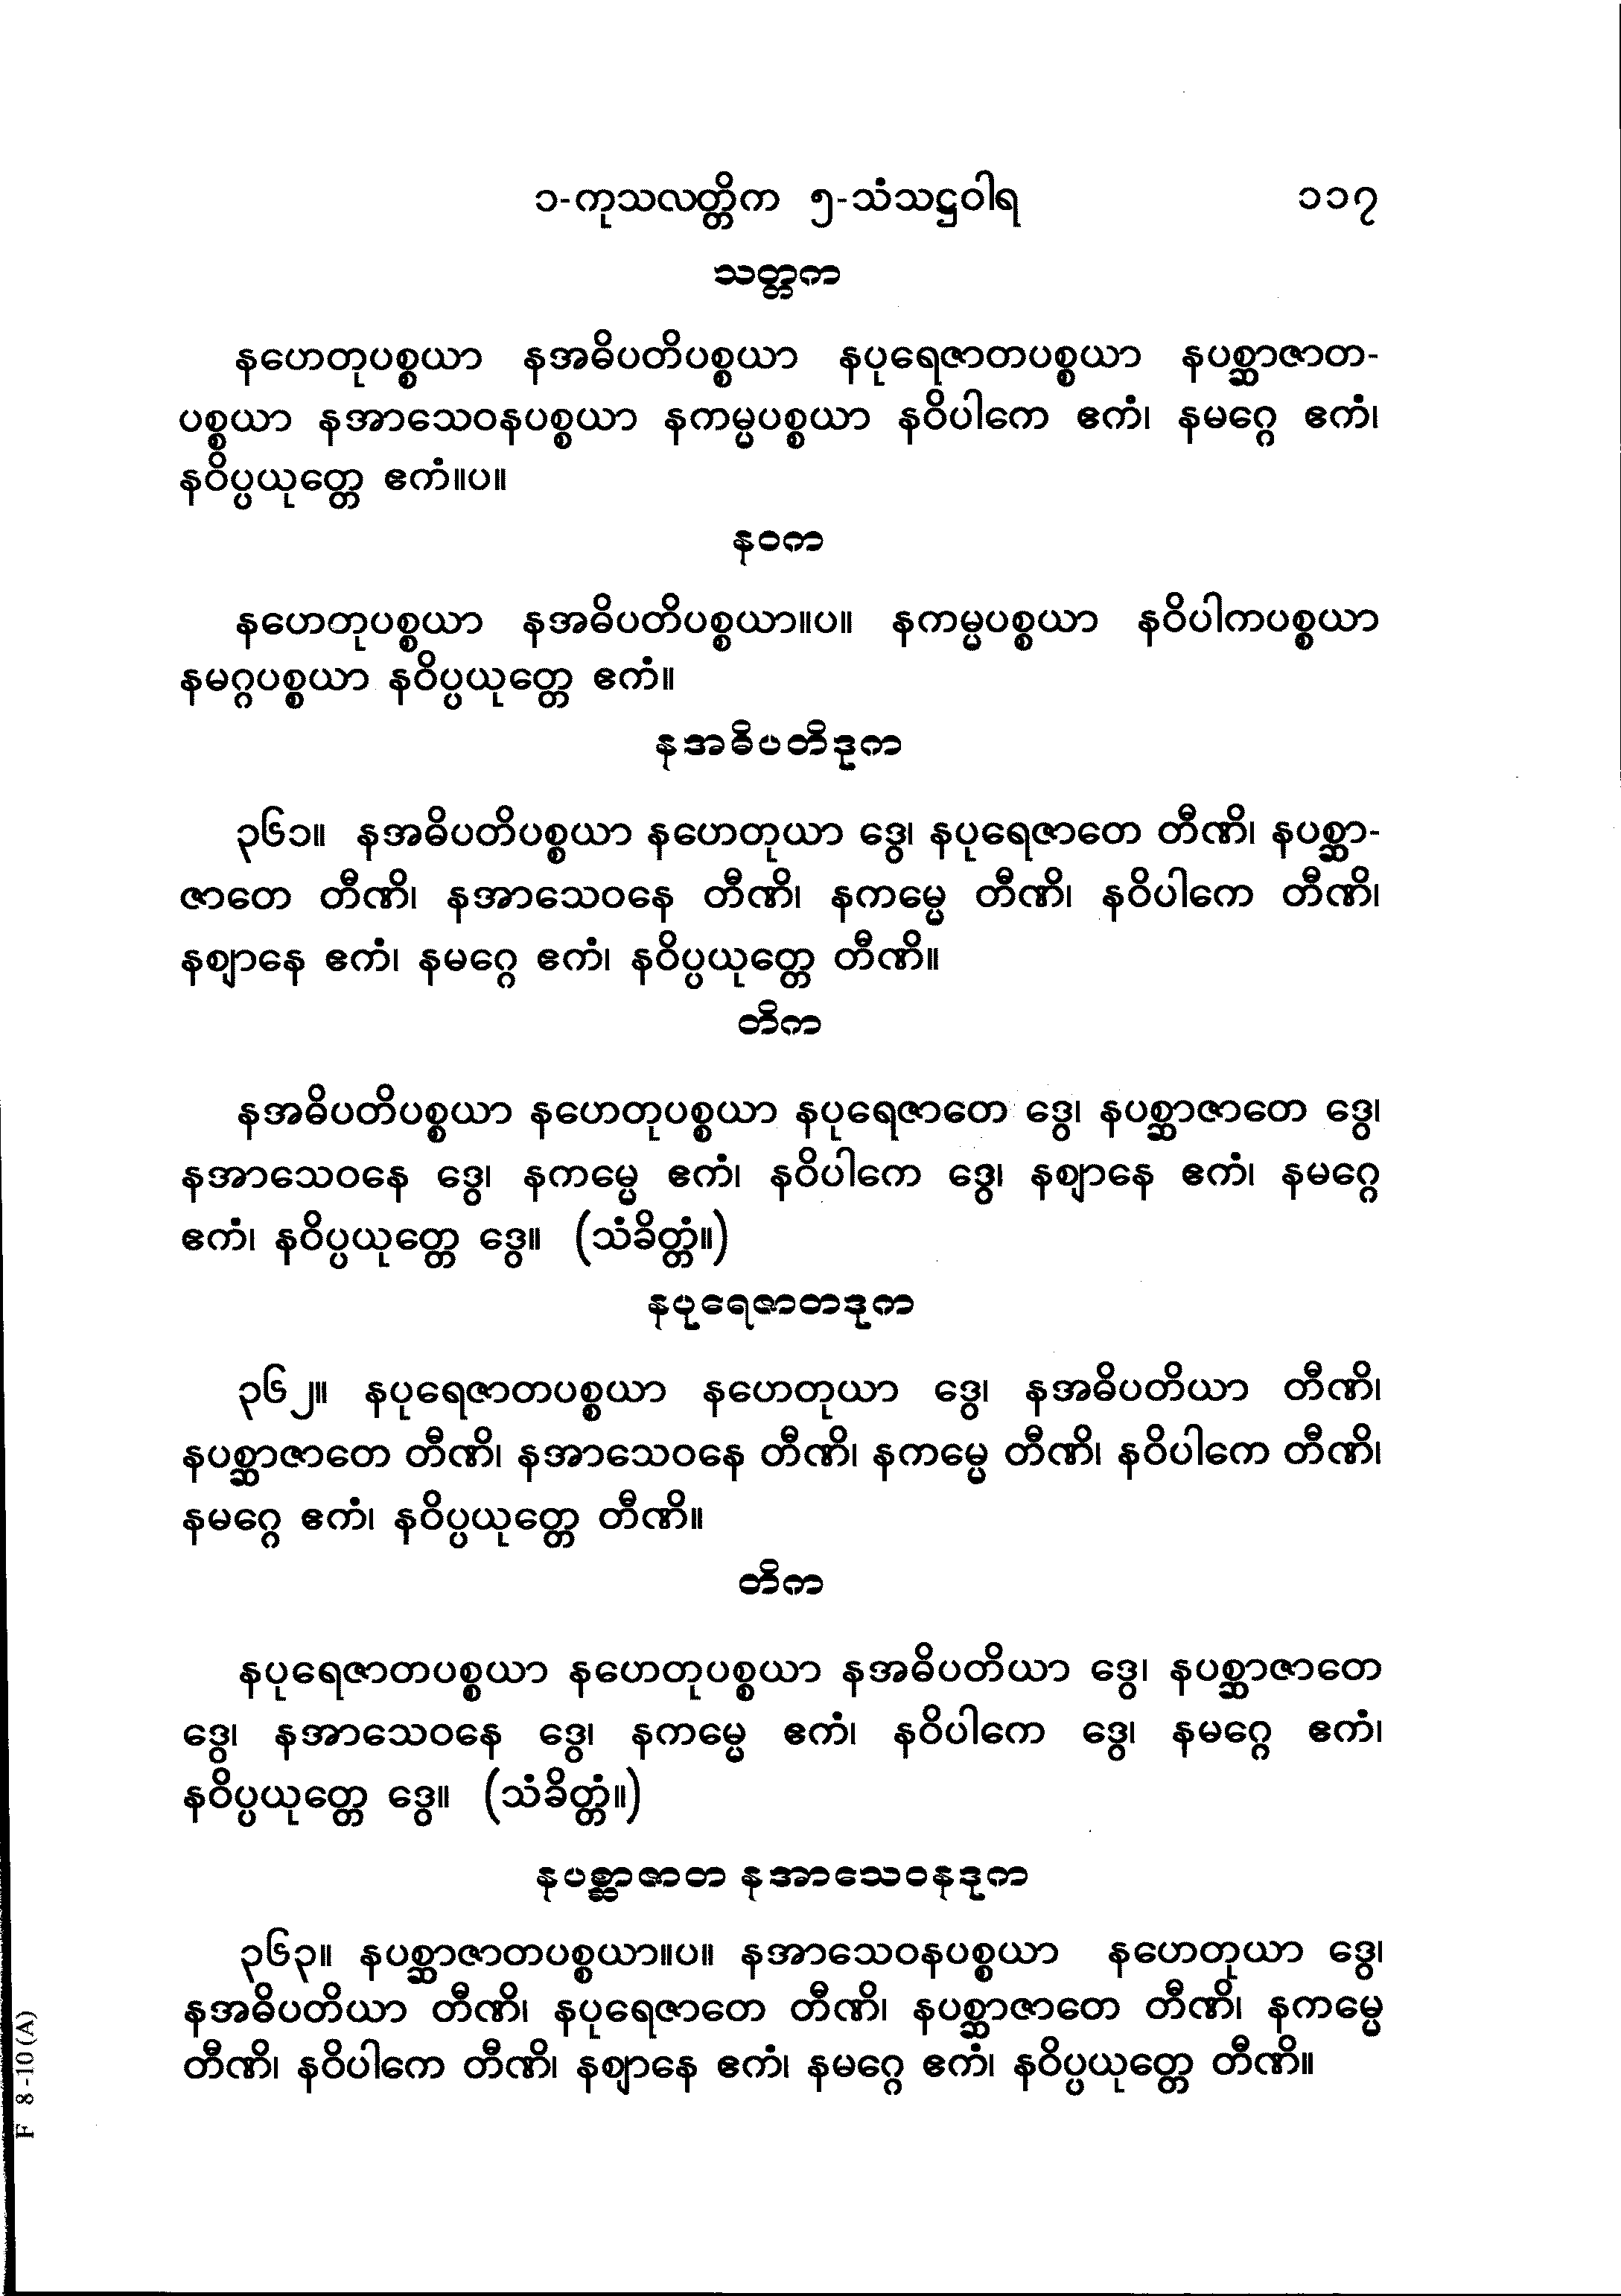 ၁-ကုသလတ္တိက ၅-သံသဋ္ဌဝါရ ၁၁၇
သတ္တက
နဟေတုပစ္စယာ နအဓိပတိပစ္စယာ နပုရေဇာတပစ္စယာ နပစ္ဆာဇာတ-
ပစ္စယာ နအာသေဝနပစ္စယာ နကမ္မပစ္စယာ နဝိပါကေ ဧကံ၊ နမဂ္ဂေ ဧကံ၊
နဝိပ္ပယုတ္တေ ဧကံ။ပ။
နဝက
နဟေတုပစ္စယာ နအဓိပတိပစ္စယာ။ပ။ နကမ္မပစ္စယာ နဝိပါကပစ္စယာ
နမဂ္ဂပစ္စယာ နဝိပ္ပယုတ္တေ ဧကံ။
နအဓိပတိဒုက
၃၆၁။ နအဓိပတိပစ္စယာ နဟေတုယာ ဒွေ၊ နပုရေဇာတေ တီဏိ၊ နပစ္ဆာ-
ဇာတေ တီဏိ၊ နအာသေဝနေ တီဏိ၊ နကမ္မေ တီဏိ၊ နဝိပါကေ တီဏိ၊
နဈာနေ ဧကံ၊ နမဂ္ဂေ ဧကံ၊ နဝိပ္ပယုတ္တေ တီဏိ။
တိက
နအဓိပတိပစ္စယာ နဟေတုပစ္စယာ နပုရေဇာတေ ဒွေ၊ နပစ္ဆာဇာတေ ဒွေ၊
နအာသေဝနေ ဒွေ၊ နကမ္မေ ဧကံ၊ နဝိပါကေ ဒွေ၊ နဈာနေ ဧကံ၊ နမဂ္ဂေ
ဧကံ၊ နဝိပ္ပယုတ္တေ ဒွေ။ (သံခိတ္တံ။)
နပုရေဇာတဒုက
၃၆၂။ နပုရေဇာတပစ္စယာ နဟေတုယာ ဒွေ၊ နအဓိပတိယာ တီဏိ၊
နပစ္ဆာဇာတေ တီဏိ၊ နအာသေဝနေ တီဏိ၊ နကမ္မေ တီဏိ၊ နဝိပါကေ တီဏိ၊
နမဂ္ဂေ ဧကံ၊ နဝိပ္ပယုတ္တေ တီဏိ။
တိက
နပုရေဇာတပစ္စယာ နဟေတုပစ္စယာ နအဓိပတိယာ ဒွေ၊ နပစ္ဆာဇာတေ
ဒွေ၊ နအာသေဝနေ ဒွေ၊ နကမ္မေ ဧကံ၊ နဝိပါကေ ဒွေ၊ နမဂ္ဂေ ဧကံ၊
နဝိပ္ပယုတ္တေ ဒွေ။ (သံခိတ္တံ။)
နပစ္ဆာဇာတ နအာသေဝနဒုက
၃၆၃။ နပစ္ဆာဇာတပစ္စယာ။ပ။ နအာသေဝနပစ္စယာ နဟေတုယာ ဒွေ၊
နအဓိပတိယာ တီဏိ၊ နပုရေဇာတေ တီဏိ၊ နပစ္ဆာဇာတေ တီဏိ၊ နကမ္မေ
တီဏိ၊ နဝိပါကေ တီဏိ၊ နဈာနေ ဧကံ၊ နမဂ္ဂေ ဧကံ၊ နဝိပ္ပယုတ္တေ တီဏိ။
F 8-10(A)